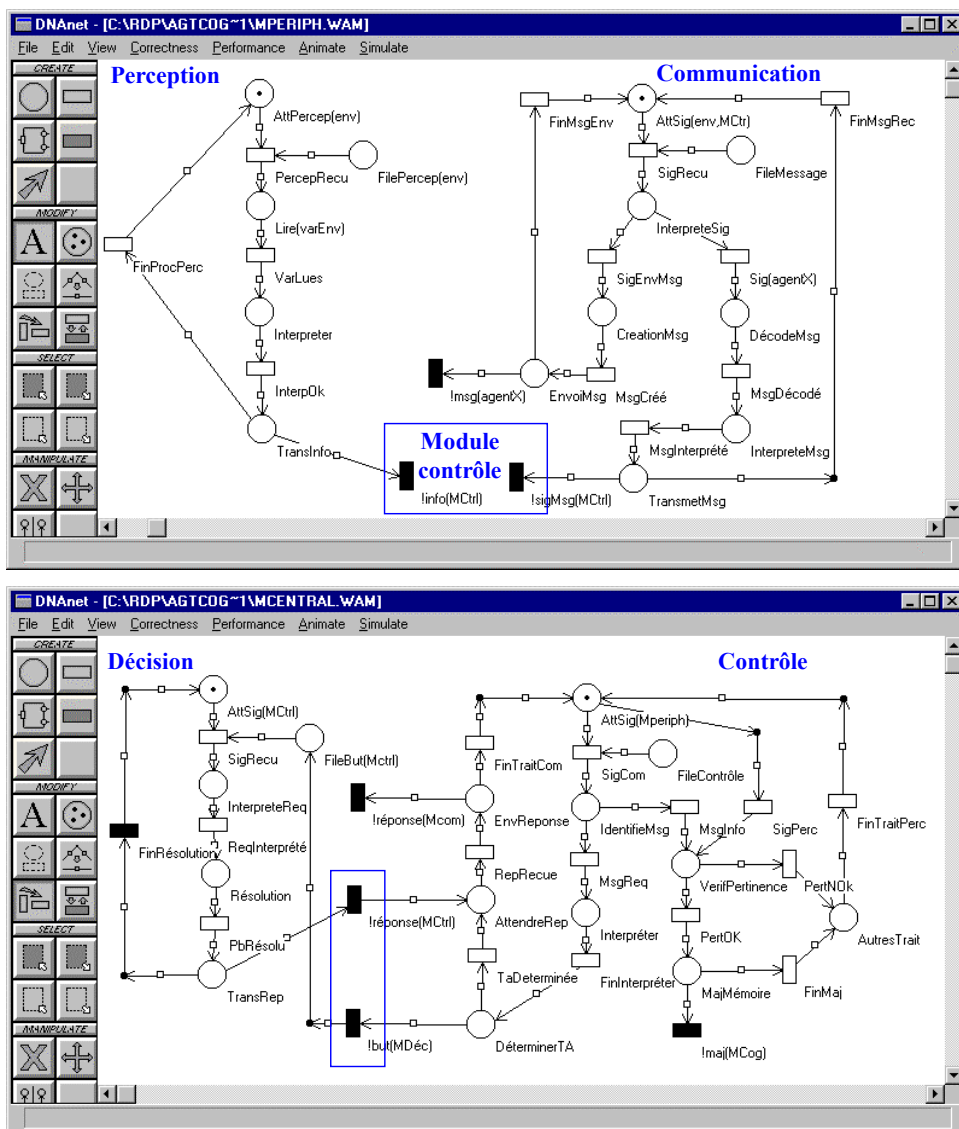 DNAnet - [C:\RDP\AGTCOG~1\MPERIPH.WAM]
File Edit View Correctness Performance Animate Simulate
CREATE
MODIFY
A
SELECT
MANIPULATE
Perception
Communication
AttPercep(env)
PercepRecu
FilePercep(env)
Lire(varEnv)
FinProcPerc
VarLues
Interpreter
InterpOk
TransInfo
FinMsgEnv
AttSig(env,MCtr)
FinMsgRec
SigRecu
FileMessage
InterpreteSig
SigEnvMsg
Sig(agentX)
CreationMsg
DécodeMsg
!msg(agentX)
EnvoiMsg
MsgCréé
MsgDécodé
MsgInterprété
InterpreteMsg
Module
contrôle
!info(MCtrl)
!sigMsg(MCtrl)
TransmetMsg
DNAnet - [C:\RDP\AGTCOG~1\MCENTRAL.WAM]
File Edit View Correctness Performance Animate Simulate
CREATE
MODIFY
A
SELECT
MANIPULATE
Décision
Contrôle
AttSig(MCtrl)
SigRecu
FileBut(Mctrl)
InterpreteReq
FinRésolution
ReqInterprété
Résolution
PbRésolu
TransRep
AttSig(Mperiph)
FinTraitCom
SigCom
FileContrôle
!réponse(Mcom)
EnvReponse
IdentifieMsg
MsgInfo
SigPerc
FinTraitPerc
RepRecue
MsgReq
VerifPertinence
PertNOk
!réponse(MCtrl)
AttendreRep
Interpréter
PertOK
AutresTrait
TaDeterminée
FinInterpréter
MajMémoire
FinMaj
!but(MDéc)
DéterminerTA
!maj(MCog)